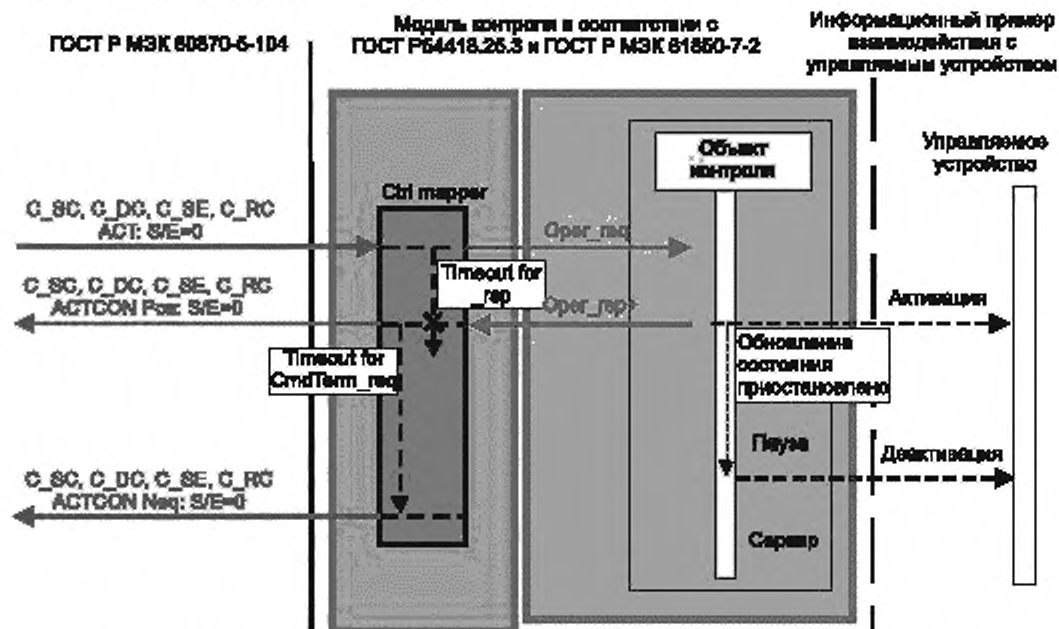 ГОСТ Р МЭК 60870-5-104
Модель контроля в соответствии с
ГОСТ Р54418.25.3 и ГОСТ Р МЭК 61850-7-2
Информационный пример
взаимодействия с
управляемым устройством
Управляемое
устройство
Объект
контроля
Ctrl mapper
C_SC, C_DC, C_SE, C_RC
ACT: S/E=0
Oper_req
Timeout for
_rep
C_SC, C_DC, C_SE, C_RC
ACTCON Pos: S/E=0
Oper_rep+
Активация
Timeout for
CmdTerm_req
Обновление
состояния
приостановлено
Пауза
Деактивация
C_SC, C_DC, C_SE, C_RC
ACTCON Neq: S/E=0
Сервер